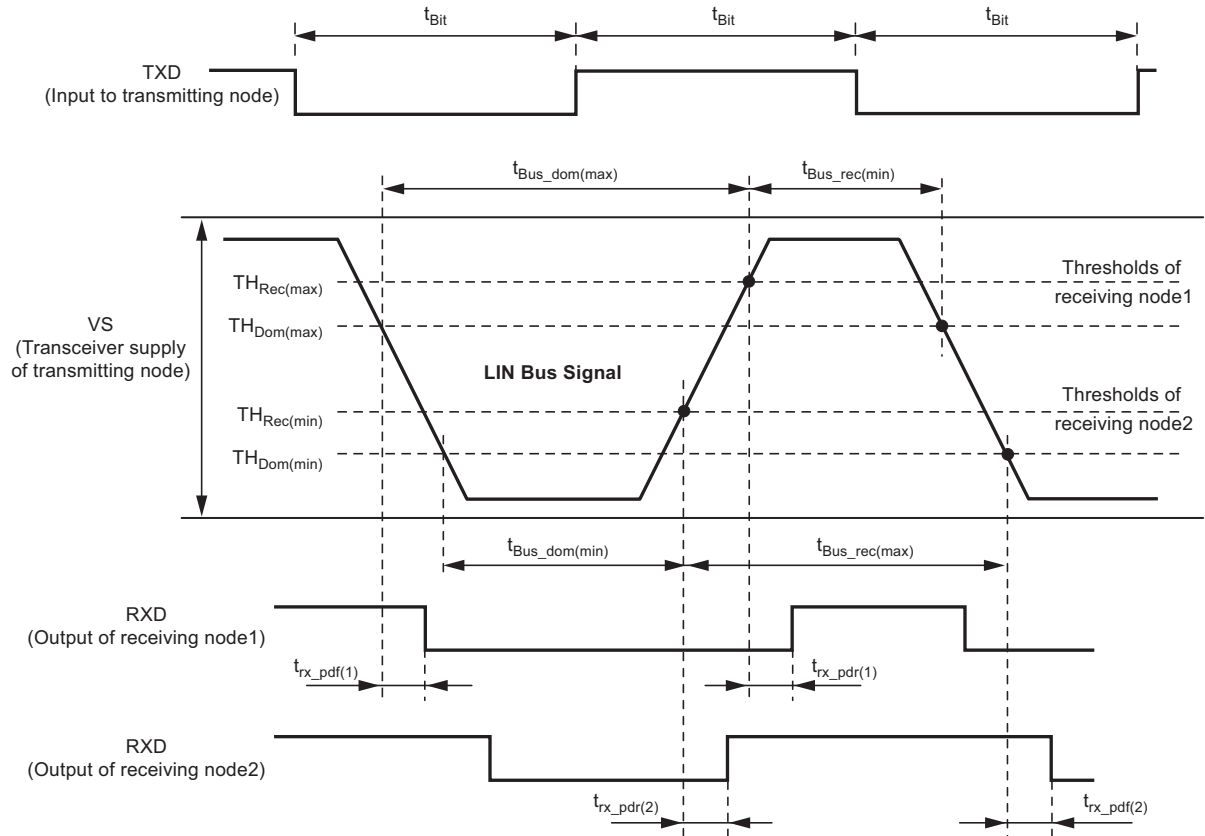 tBit
tBit
tBit
TXD
(Input to transmitting node)
tBus_dom(max)
tBus_rec(min)
THRec(max)
THDom(max)
Thresholds of
receiving node1
VS
(Transceiver supply
of transmitting node)
LIN Bus Signal
THRec(min)
THDom(min)
Thresholds of
receiving node2
tBus_dom(min)
tBus_rec(max)
RXD
(Output of receiving node1)
trx_pdf(1)
trx_pdr(1)
RXD
(Output of receiving node2)
trx_pdr(2)
trx_pdf(2)